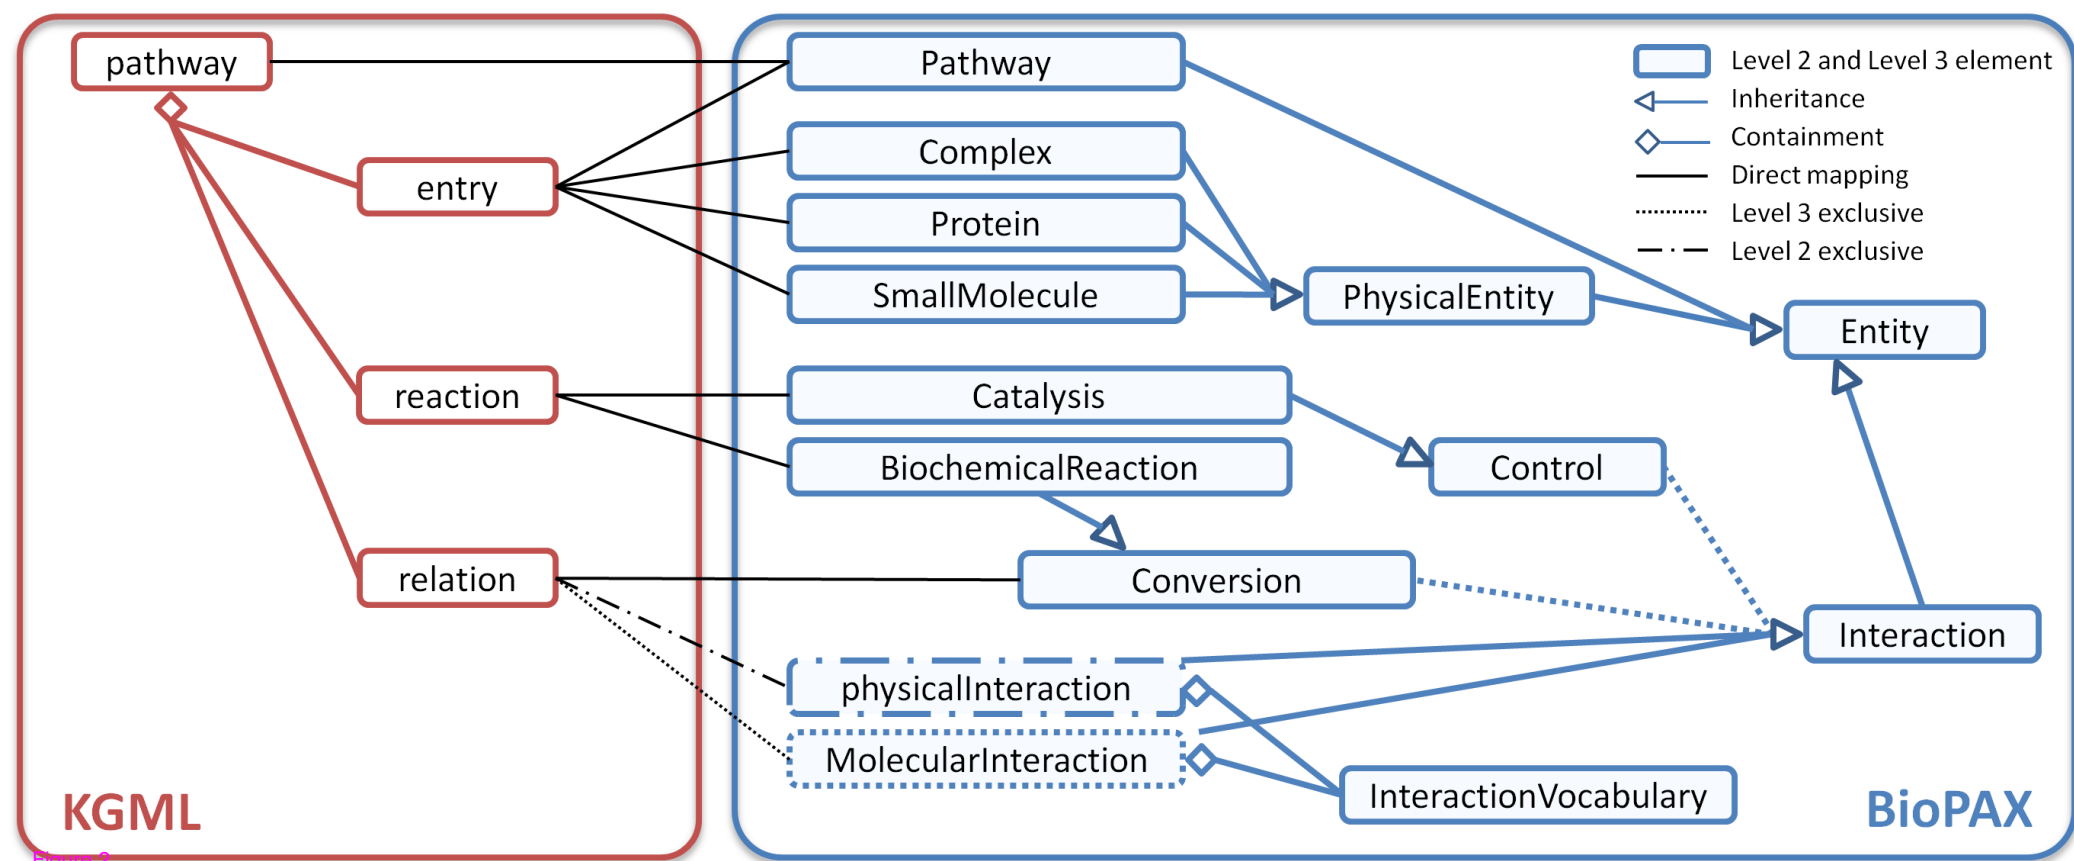 pathway
entry
reaction
relation
KGML
Pathway
Complex
Protein
SmallMolecule
PhysicalEntity
Entity
Catalysis
BiochemicalReaction
Control
Conversion
Interaction
physicalInteraction
MolecularInteraction
InteractionVocabulary
BioPAX
Level 2 and Level 3 element
Inheritance
Containment
Direct mapping
Level 3 exclusive
Level 2 exclusive